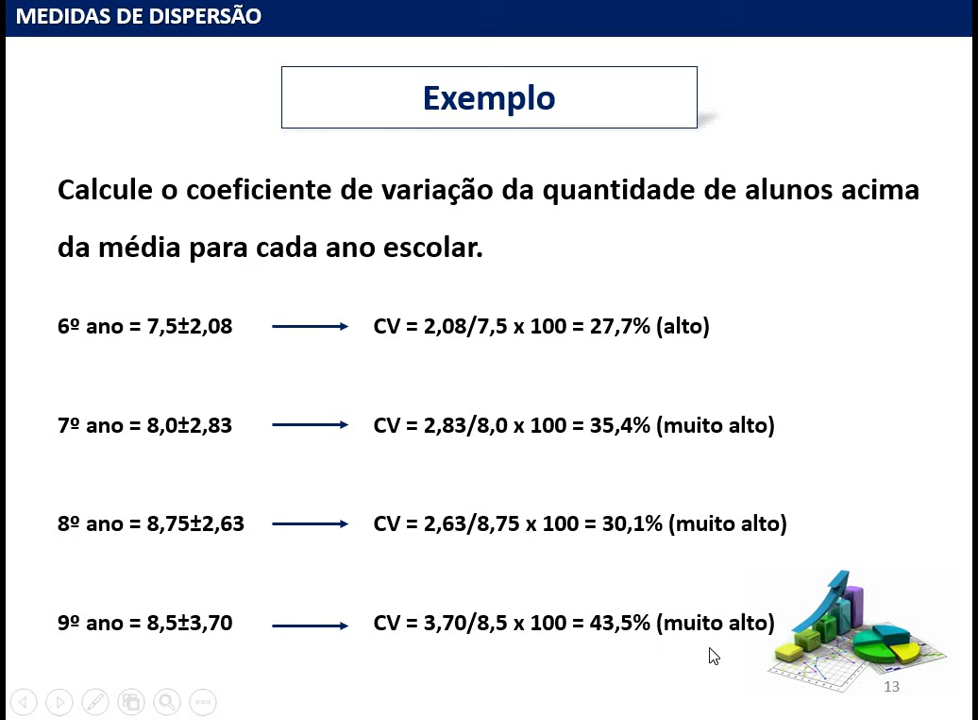 MEDIDAS DE DISPERSÃO
Exemplo
Calcule o coeficiente de variação da quantidade de alunos acima
da média para cada ano escolar.
6º ano = 7,5±2,08 CV = 2,08/7,5 x 100 = 27,7% (alto)
7º ano = 8,0±2,83 CV = 2,83/8,0 x 100 = 35,4% (muito alto)
8º ano = 8,75±2,63 CV = 2,63/8,75 x 100 = 30,1% (muito alto)
9º ano = 8,5±3,70 CV = 3,70/8,5 x 100 = 43,5% (muito alto)
13